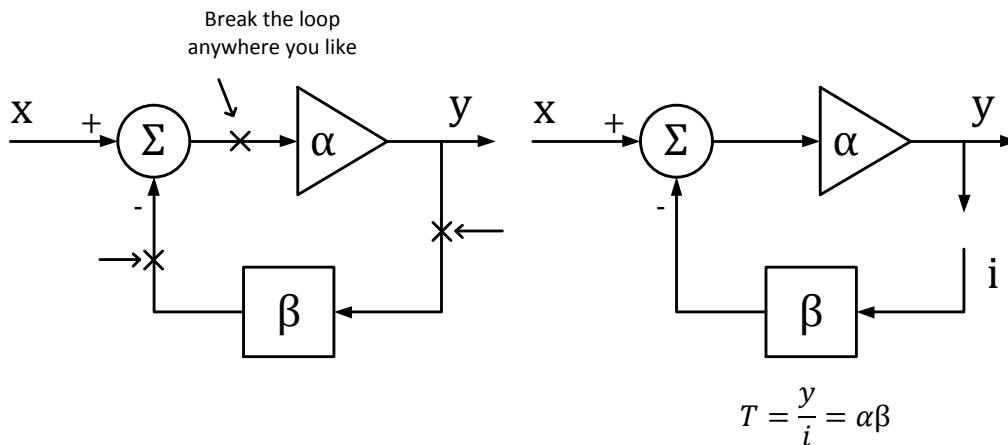 Break the loop
anywhere you like
x
+
Σ
-
α
y
β
x
+
Σ
-
α
y
i
β
T = y/i = αβ